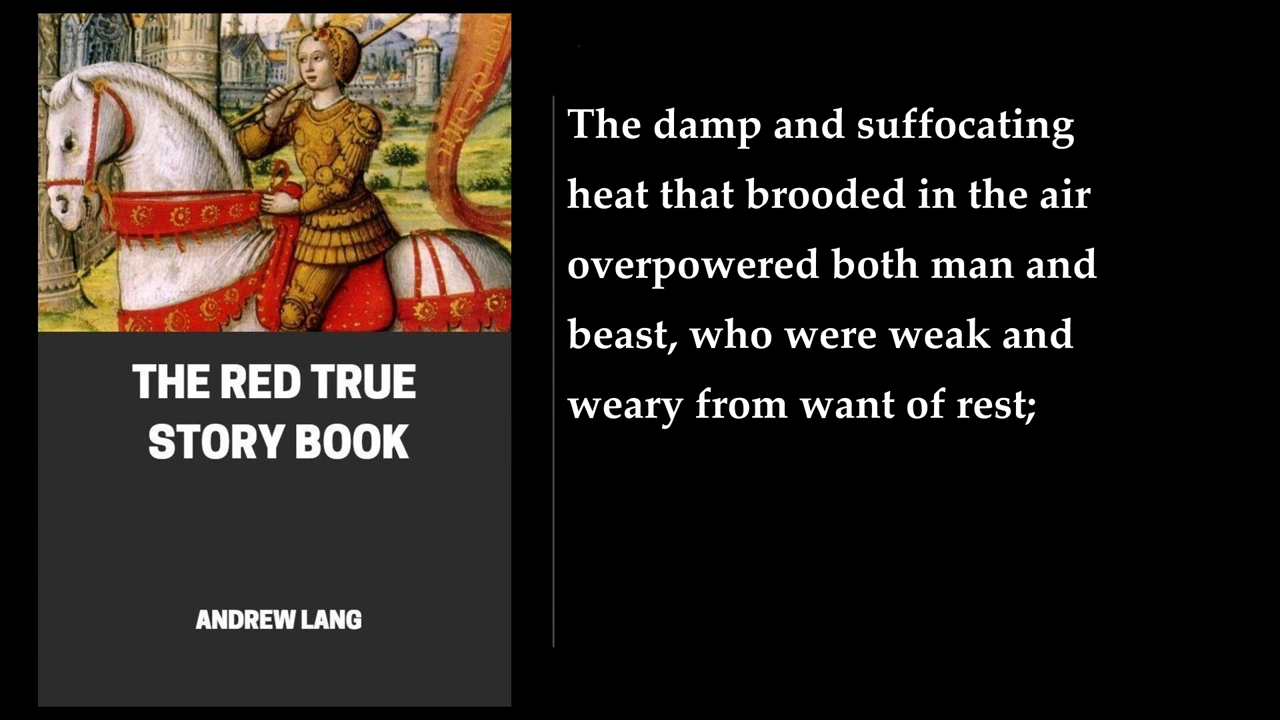 THE RED TRUE
STORY BOOK
ANDREW LANG
The damp and suffocating
heat that brooded in the air
overpowered both man and
beast, who were weak and
weary from want of rest;